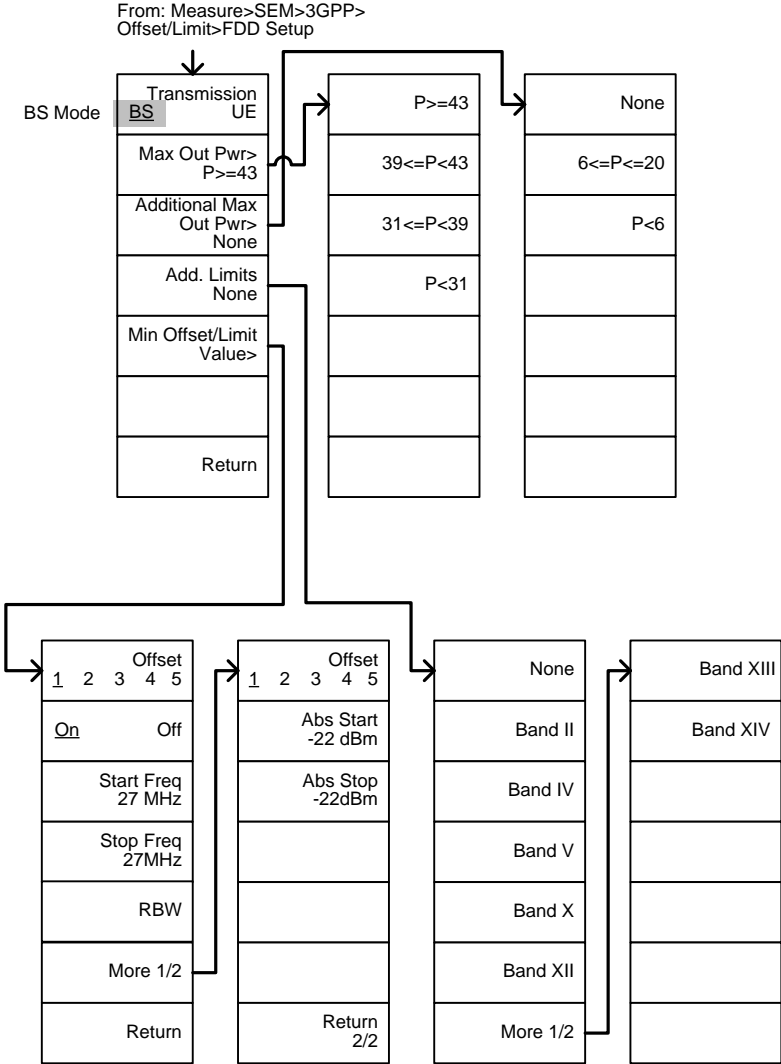 From: Measure>SEM>3GPP>
Offset/Limit>FDD Setup
BS Mode
Transmission
BS UE
Max Out Pwr>
P>=43
Additional Max
Out Pwr>
None
Add. Limits
None
Min Offset/Limit
Value>
Return
P>=43
39<=P<43
31<=P<39
P<31
None
6<=P<=20
P<6
Offset
1 2 3 4 5
On Off
Start Freq
27 MHz
Stop Freq
27MHz
RBW
More 1/2
Return
Offset
1 2 3 4 5
Abs Start
-22 dBm
Abs Stop
-22dBm
Return
2/2
None
Band II
Band IV
Band V
Band X
Band XII
More 1/2
Band XIII
Band XIV